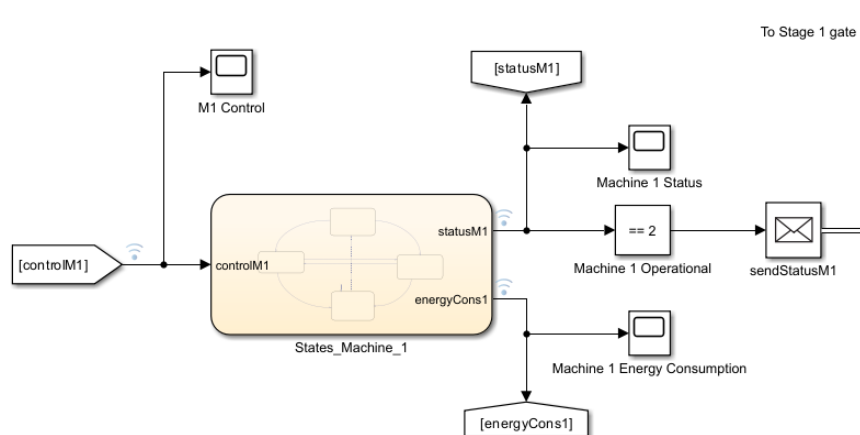 To Stage 1 gate
[statusM1]
M1 Control
Machine 1 Status
statusM1
== 2
[controlM1]
controlM1
Machine 1 Operational
sendStatusM1
energyCons1
States_Machine_1
Machine 1 Energy Consumption
[energyCons1]